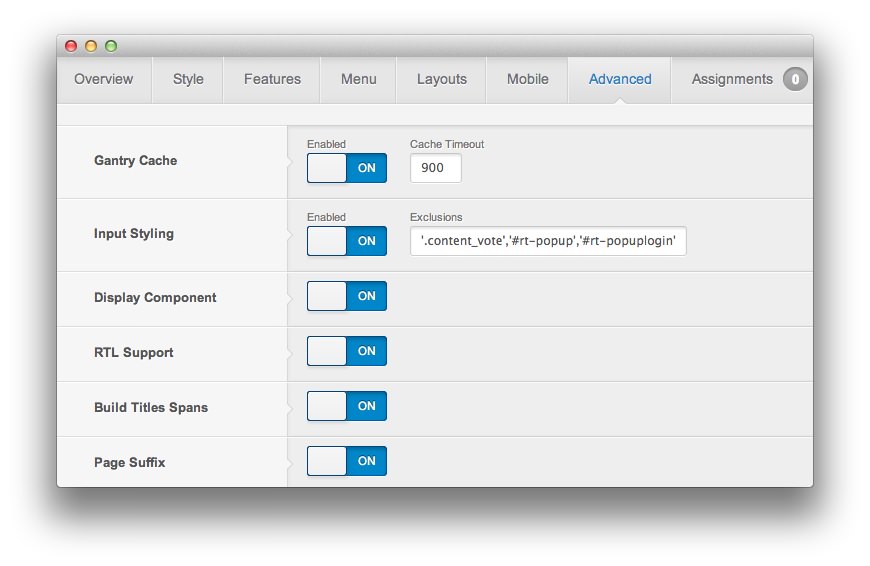 Overview Style Features Menu Layouts Mobile Advanced Assignments 0
Enabled Cache Timeout
Gantry Cache ON 900
Enabled Exclusions
Input Styling ON '.content_vote','#rt-popup','#rt-popuplogin'
Display Component ON
RTL Support ON
Build Titles Spans ON
Page Suffix ON